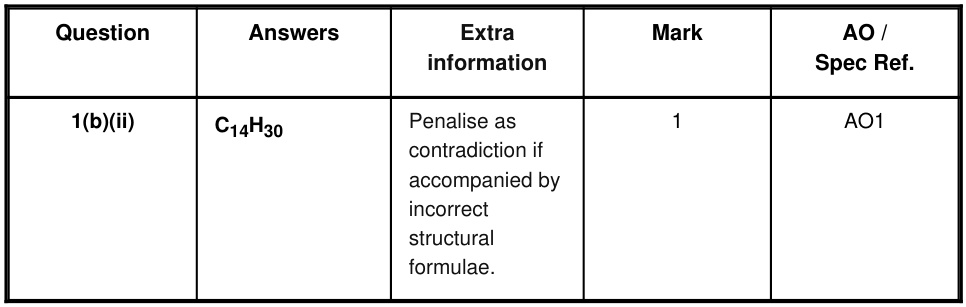 Question Answers Extra information Mark AO / Spec Ref.
1(b)(ii) C₁₄H₃₀ Penalise as 1 AO1
contradiction if
accompanied by
incorrect
structural
formulae.